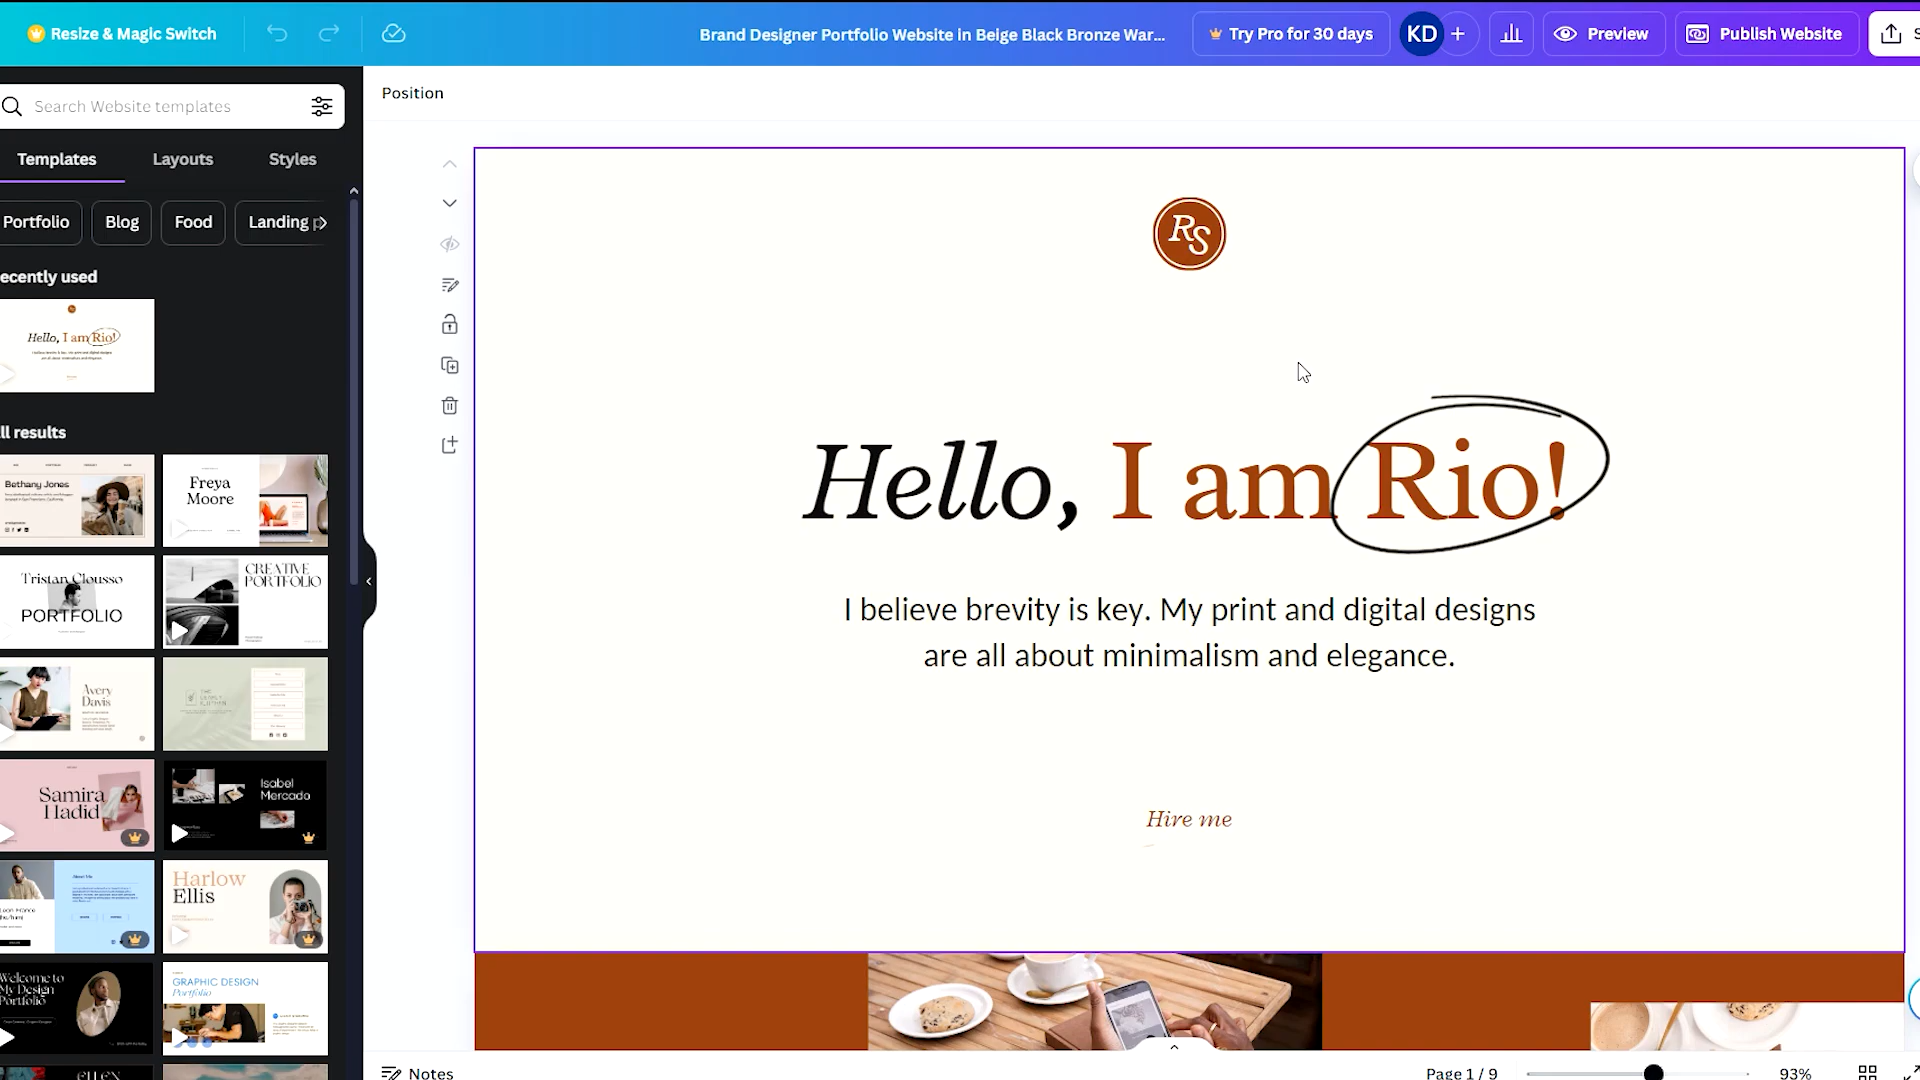 Resize & Magic Switch
Brand Designer Portfolio Website in Beige Black Bronze War...
Try Pro for 30 days
KD
+
Preview
Publish Website
S
Search Website templates
Position
Templates
Layouts
Styles
Portfolio
Blog
Food
Landing p
ecently used
Hello, I am Rio!
ll results
Bethany Jones
Freya
Moore
Tristan Clousso
PORTFOLIO
CREATIVE
PORTFOLIO
Avery
Davis
Samira
Hadid
Isabel
Mercado
About Me
Harlow
Ellis
Welcome to
My Design
Portfolio
GRAPHIC DESIGN
Portfolio
RS
Hello, I am Rio!
I believe brevity is key. My print and digital designs
are all about minimalism and elegance.
Hire me
Notes
Page 1 / 9
93%